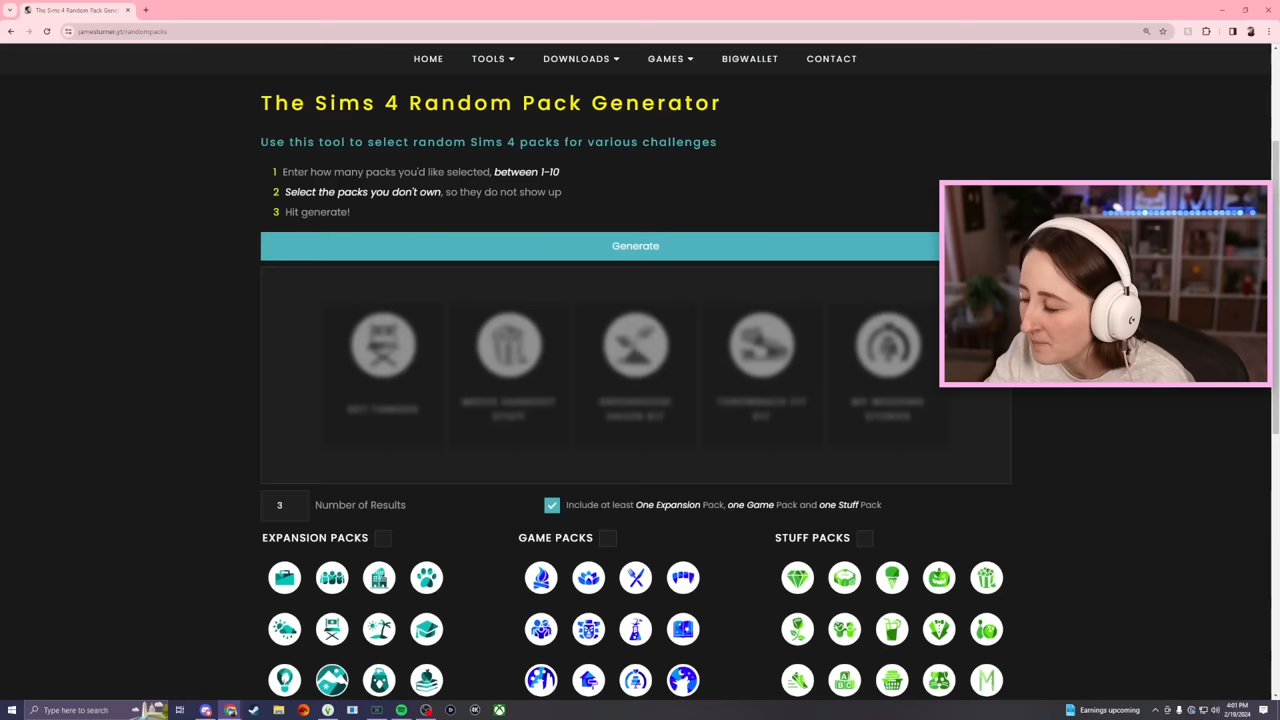 The Sims 4 Random Pack Gener
jamesturner.yt/randompacks
HOME TOOLS DOWNLOADS GAMES BIGWALLET CONTACT
The Sims 4 Random Pack Generator
Use this tool to select random Sims 4 packs for various challenges
1 Enter how many packs you'd like selected, between 1-10
2 Select the packs you don't own, so they do not show up
3 Hit generate!
Generate
3 Number of Results
Include at least One Expansion Pack, one Game Pack and one Stuff Pack
EXPANSION PACKS GAME PACKS STUFF PACKS
Type here to search
Earnings upcoming
4:01 PM
2/19/2024